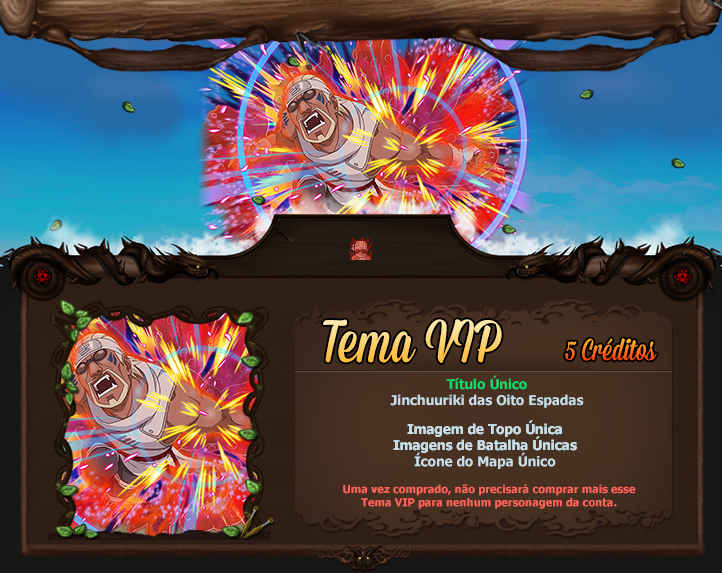 Tema VIP
5 Créditos
Título Único
Jinchuuriki das Oito Espadas
Imagem de Topo Única
Imagens de Batalha Únicas
Ícone do Mapa Único
Uma vez comprado, não precisará comprar mais esse
Tema VIP para nenhum personagem da conta.